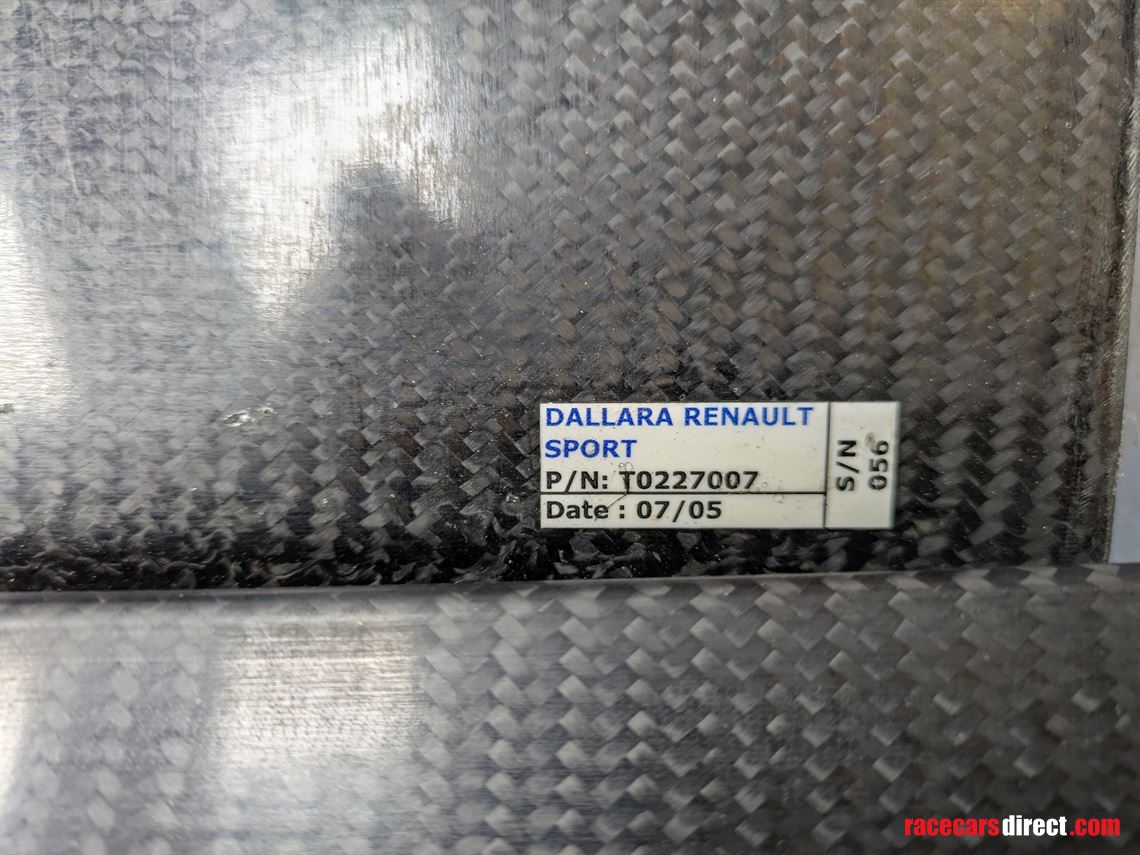 DALLARA RENAULT
SPORT
P/N: T0227007
Date : 07/05
S/N
056
racecarsdirect.com